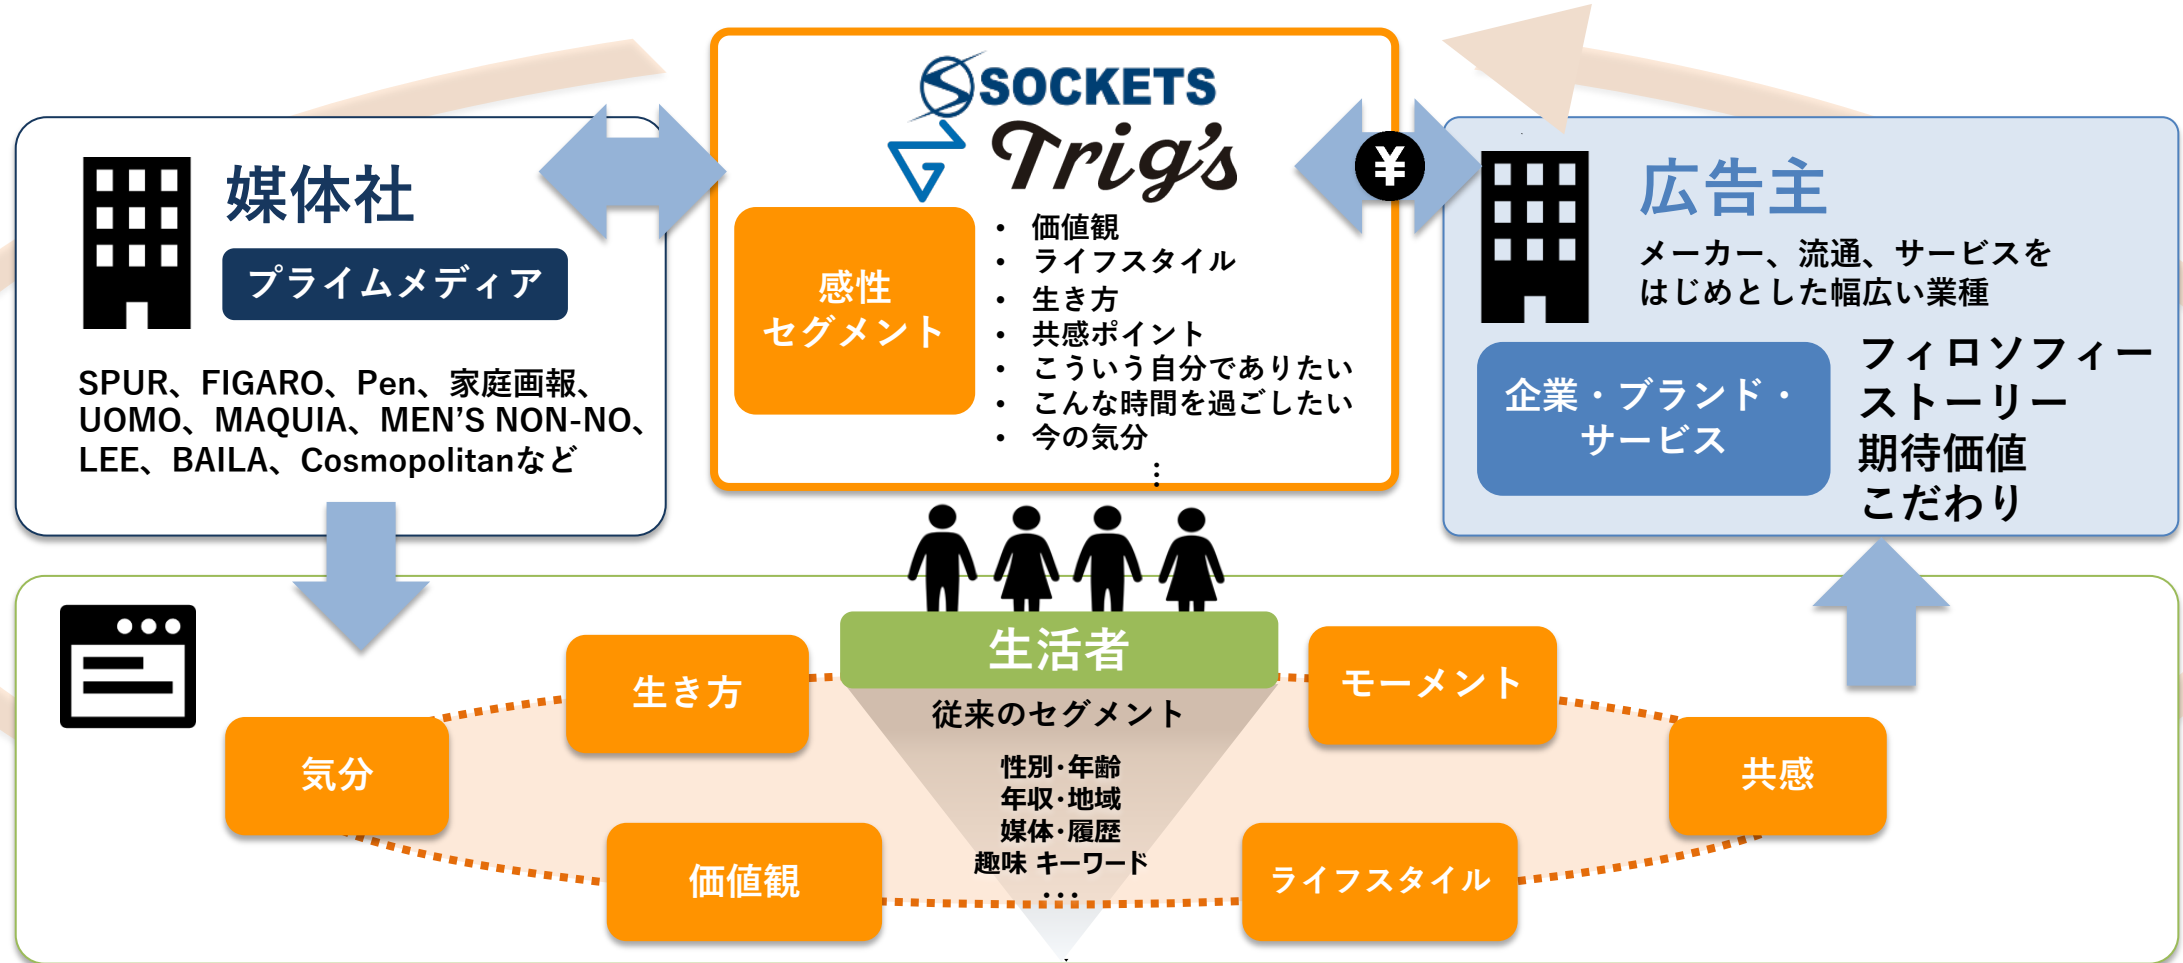 媒体社
プライムメディア
SPUR、FIGARO、Pen、家庭画報、
UOMO、MAQUIA、MEN'S NON-NO、
LEE、BAILA、Cosmopolitanなど
SOCKETS
Trig's
感性
セグメント
• 価値観
• ライフスタイル
• 生き方
• 共感ポイント
• こういう自分でありたい
• こんな時間を過ごしたい
• 今の気分
⋮
¥
広告主
メーカー、流通、サービスを
はじめとした幅広い業種
企業・ブランド・
サービス
フィロソフィー
ストーリー
期待価値
こだわり
生活者
従来のセグメント
性別・年齢
年収・地域
媒体・履歴
趣味 キーワード
・・・
気分
生き方
価値観
モーメント
共感
ライフスタイル